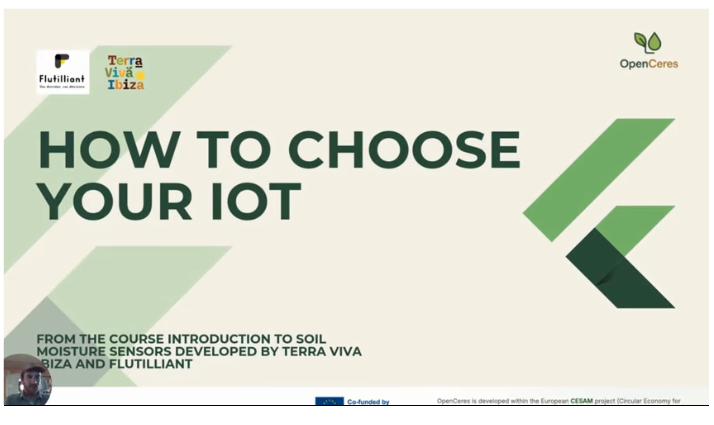 Flutilliant
Terra
Vivă
Ibiza
OpenCeres
HOW TO CHOOSE
YOUR IOT
FROM THE COURSE INTRODUCTION TO SOIL
MOISTURE SENSORS DEVELOPED BY TERRA VIVA
IBIZA AND FLUTILLIANT
Co-funded by
OpenCeres is developed within the European CESAM project (Circular Economy for